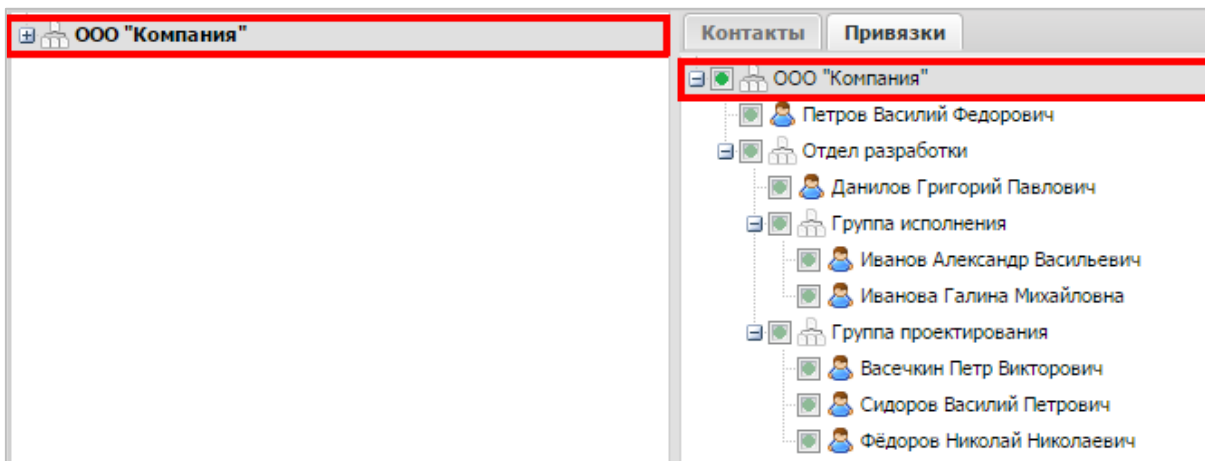 ООО "Компания"
Контакты Привязки
ООО "Компания"
Петров Василий Федорович
Отдел разработки
Данилов Григорий Павлович
Группа исполнения
Иванов Александр Васильевич
Иванова Галина Михайловна
Группа проектирования
Васечкин Петр Викторович
Сидоров Василий Петрович
Фёдоров Николай Николаевич